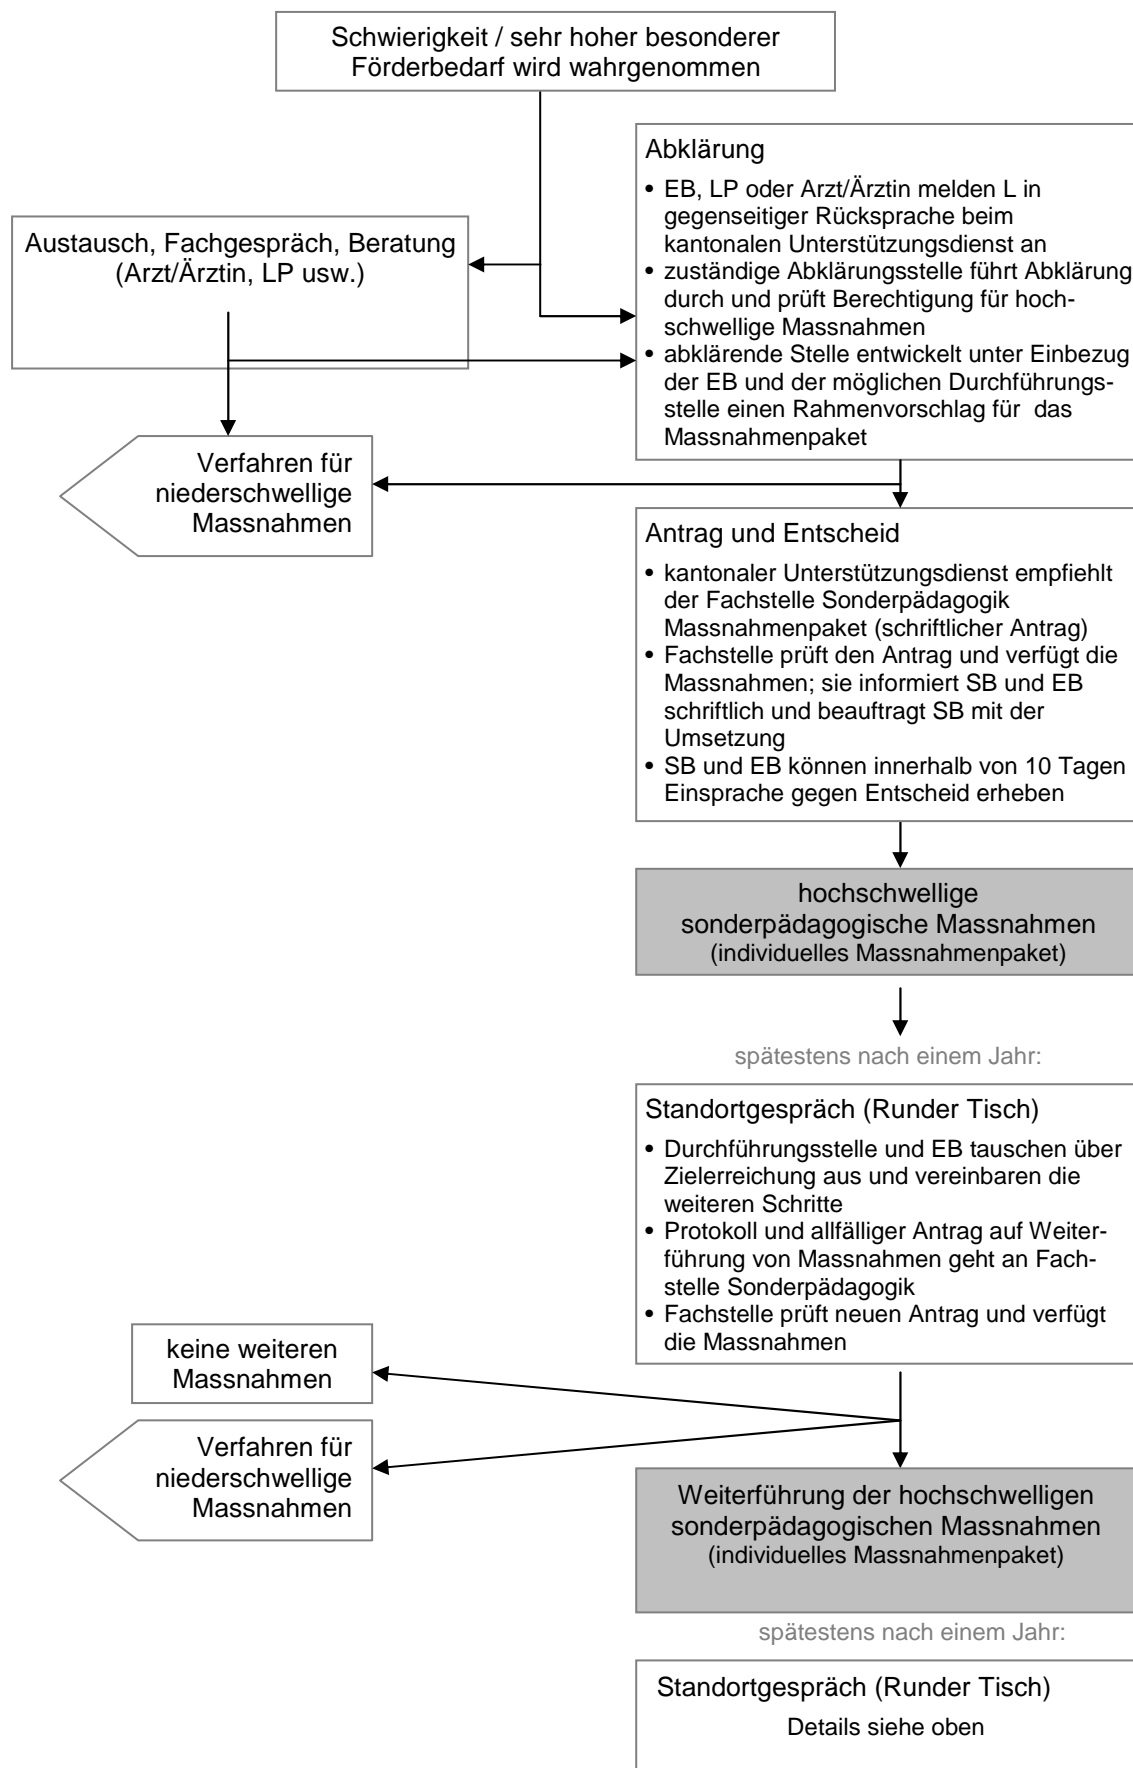 Schwierigkeit / sehr hoher besonderer
Förderbedarf wird wahrgenommen
Abklärung
• EB, LP oder Arzt/Ärztin melden L in
gegenseitiger Rücksprache beim
kantonalen Unterstützungsdienst an
• zuständige Abklärungsstelle führt Abklärung
durch und prüft Berechtigung für hoch-
schwellige Massnahmen
• abklärende Stelle entwickelt unter Einbezug
der EB und der möglichen Durchführungs-
stelle einen Rahmenvorschlag für das
Massnahmenpaket
Austausch, Fachgespräch, Beratung
(Arzt/Ärztin, LP usw.)
Verfahren für
niederschwellige
Massnahmen
Antrag und Entscheid
• kantonaler Unterstützungsdienst empfiehlt
der Fachstelle Sonderpädagogik
Massnahmenpaket (schriftlicher Antrag)
• Fachstelle prüft den Antrag und verfügt die
Massnahmen; sie informiert SB und EB
schriftlich und beauftragt SB mit der
Umsetzung
• SB und EB können innerhalb von 10 Tagen
Einsprache gegen Entscheid erheben
hochschwellige
sonderpädagogische Massnahmen
(individuelles Massnahmenpaket)
spätestens nach einem Jahr:
Standortgespräch (Runder Tisch)
• Durchführungsstelle und EB tauschen über
Zielerreichung aus und vereinbaren die
weiteren Schritte
• Protokoll und allfälliger Antrag auf Weiter-
führung von Massnahmen geht an Fach-
stelle Sonderpädagogik
• Fachstelle prüft neuen Antrag und verfügt
die Massnahmen
keine weiteren
Massnahmen
Verfahren für
niederschwellige
Massnahmen
Weiterführung der hochschwelligen
sonderpädagogischen Massnahmen
(individuelles Massnahmenpaket)
spätestens nach einem Jahr:
Standortgespräch (Runder Tisch)
Details siehe oben